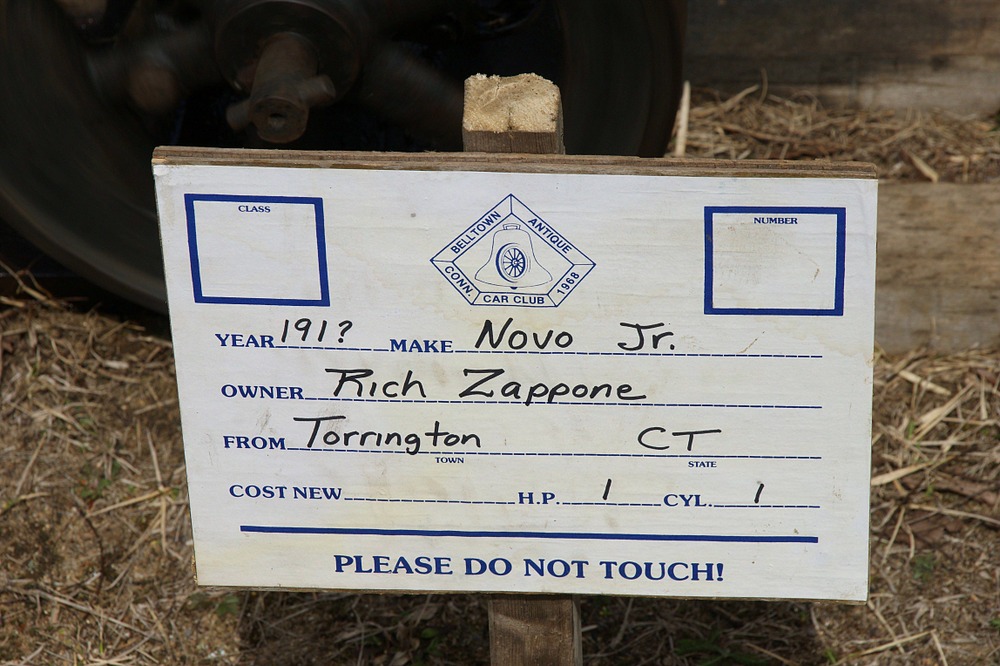 CLASS
BELLTOWN ANTIQUE
CONN. CAR CLUB 1968
NUMBER
YEAR 191? MAKE Novo Jr.
OWNER Rich Zappone
FROM Torrington CT
TOWN STATE
COST NEW H.P. 1 CYL. 1
PLEASE DO NOT TOUCH!